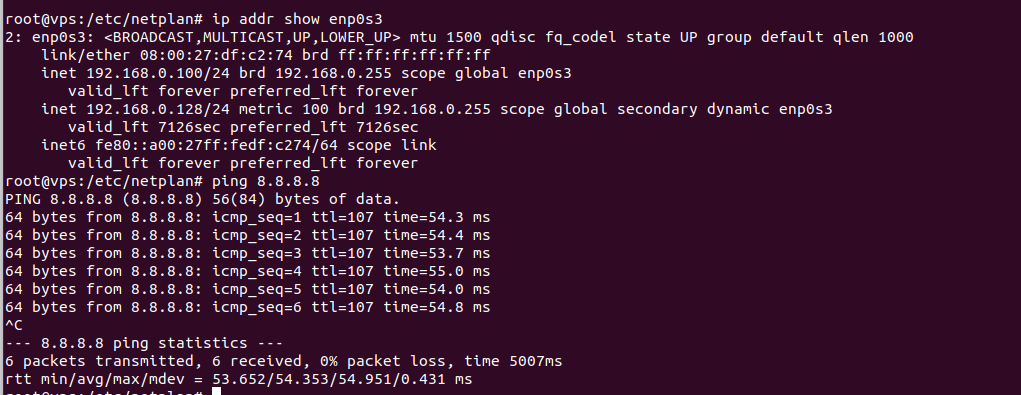 root@vps:/etc/netplan# ip addr show enp0s3
2: enp0s3: <BROADCAST,MULTICAST,UP,LOWER_UP> mtu 1500 qdisc fq_codel state UP group default qlen 1000
    link/ether 08:00:27:df:c2:74 brd ff:ff:ff:ff:ff:ff
    inet 192.168.0.100/24 brd 192.168.0.255 scope global enp0s3
       valid_lft forever preferred_lft forever
    inet 192.168.0.128/24 metric 100 brd 192.168.0.255 scope global secondary dynamic enp0s3
       valid_lft 7126sec preferred_lft 7126sec
    inet6 fe80::a00:27ff:fedf:c274/64 scope link
       valid_lft forever preferred_lft forever
root@vps:/etc/netplan# ping 8.8.8.8
PING 8.8.8.8 (8.8.8.8) 56(84) bytes of data.
64 bytes from 8.8.8.8: icmp_seq=1 ttl=107 time=54.3 ms
64 bytes from 8.8.8.8: icmp_seq=2 ttl=107 time=54.4 ms
64 bytes from 8.8.8.8: icmp_seq=3 ttl=107 time=53.7 ms
64 bytes from 8.8.8.8: icmp_seq=4 ttl=107 time=55.0 ms
64 bytes from 8.8.8.8: icmp_seq=5 ttl=107 time=54.0 ms
64 bytes from 8.8.8.8: icmp_seq=6 ttl=107 time=54.8 ms
^C
--- 8.8.8.8 ping statistics ---
6 packets transmitted, 6 received, 0% packet loss, time 5007ms
rtt min/avg/max/mdev = 53.652/54.353/54.951/0.431 ms
root@vps:/etc/netplan#